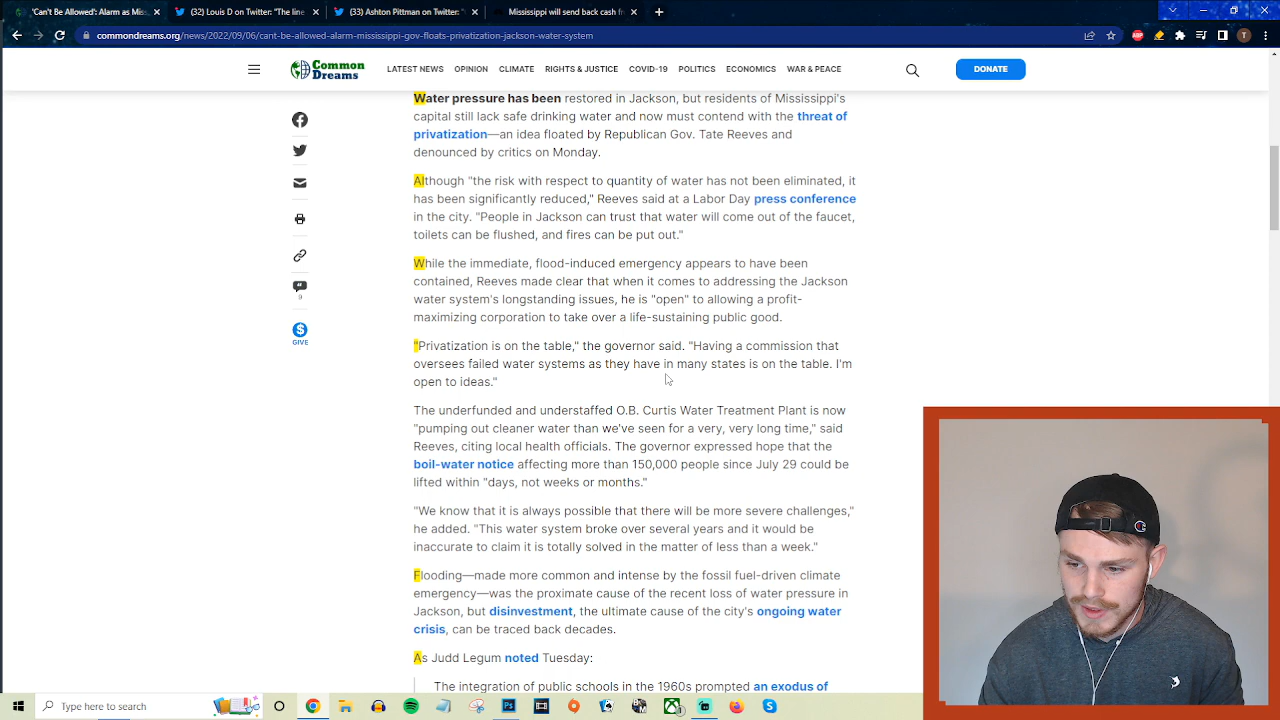 'Can't Be Allowed': Alarm as Mis
(32) Louis D on Twitter: "The line
(33) Ashton Pittman on Twitter: "
Mississippi will send back cash fr
commondreams.org/news/2022/09/06/cant-be-allowed-alarm-mississippi-gov-floats-privatization-jackson-water-system
Common Dreams
LATEST NEWS OPINION CLIMATE RIGHTS & JUSTICE COVID-19 POLITICS ECONOMICS WAR & PEACE
DONATE
Water pressure has been restored in Jackson, but residents of Mississippi's
capital still lack safe drinking water and now must contend with the threat of
privatization—an idea floated by Republican Gov. Tate Reeves and
denounced by critics on Monday.
Although "the risk with respect to quantity of water has not been eliminated, it
has been significantly reduced," Reeves said at a Labor Day press conference
in the city. "People in Jackson can trust that water will come out of the faucet,
toilets can be flushed, and fires can be put out."
While the immediate, flood-induced emergency appears to have been
contained, Reeves made clear that when it comes to addressing the Jackson
water system's longstanding issues, he is "open" to allowing a profit-
maximizing corporation to take over a life-sustaining public good.
9
GIVE
"Privatization is on the table," the governor said. "Having a commission that
oversees failed water systems as they have in many states is on the table. I'm
open to ideas."
The underfunded and understaffed O.B. Curtis Water Treatment Plant is now
"pumping out cleaner water than we've seen for a very, very long time," said
Reeves, citing local health officials. The governor expressed hope that the
boil-water notice affecting more than 150,000 people since July 29 could be
lifted within "days, not weeks or months."
"We know that it is always possible that there will be more severe challenges,"
he added. "This water system broke over several years and it would be
inaccurate to claim it is totally solved in the matter of less than a week."
Flooding—made more common and intense by the fossil fuel-driven climate
emergency—was the proximate cause of the recent loss of water pressure in
Jackson, but disinvestment, the ultimate cause of the city's ongoing water
crisis, can be traced back decades.
As Judd Legum noted Tuesday:
The integration of public schools in the 1960s prompted an exodus of
Type here to search